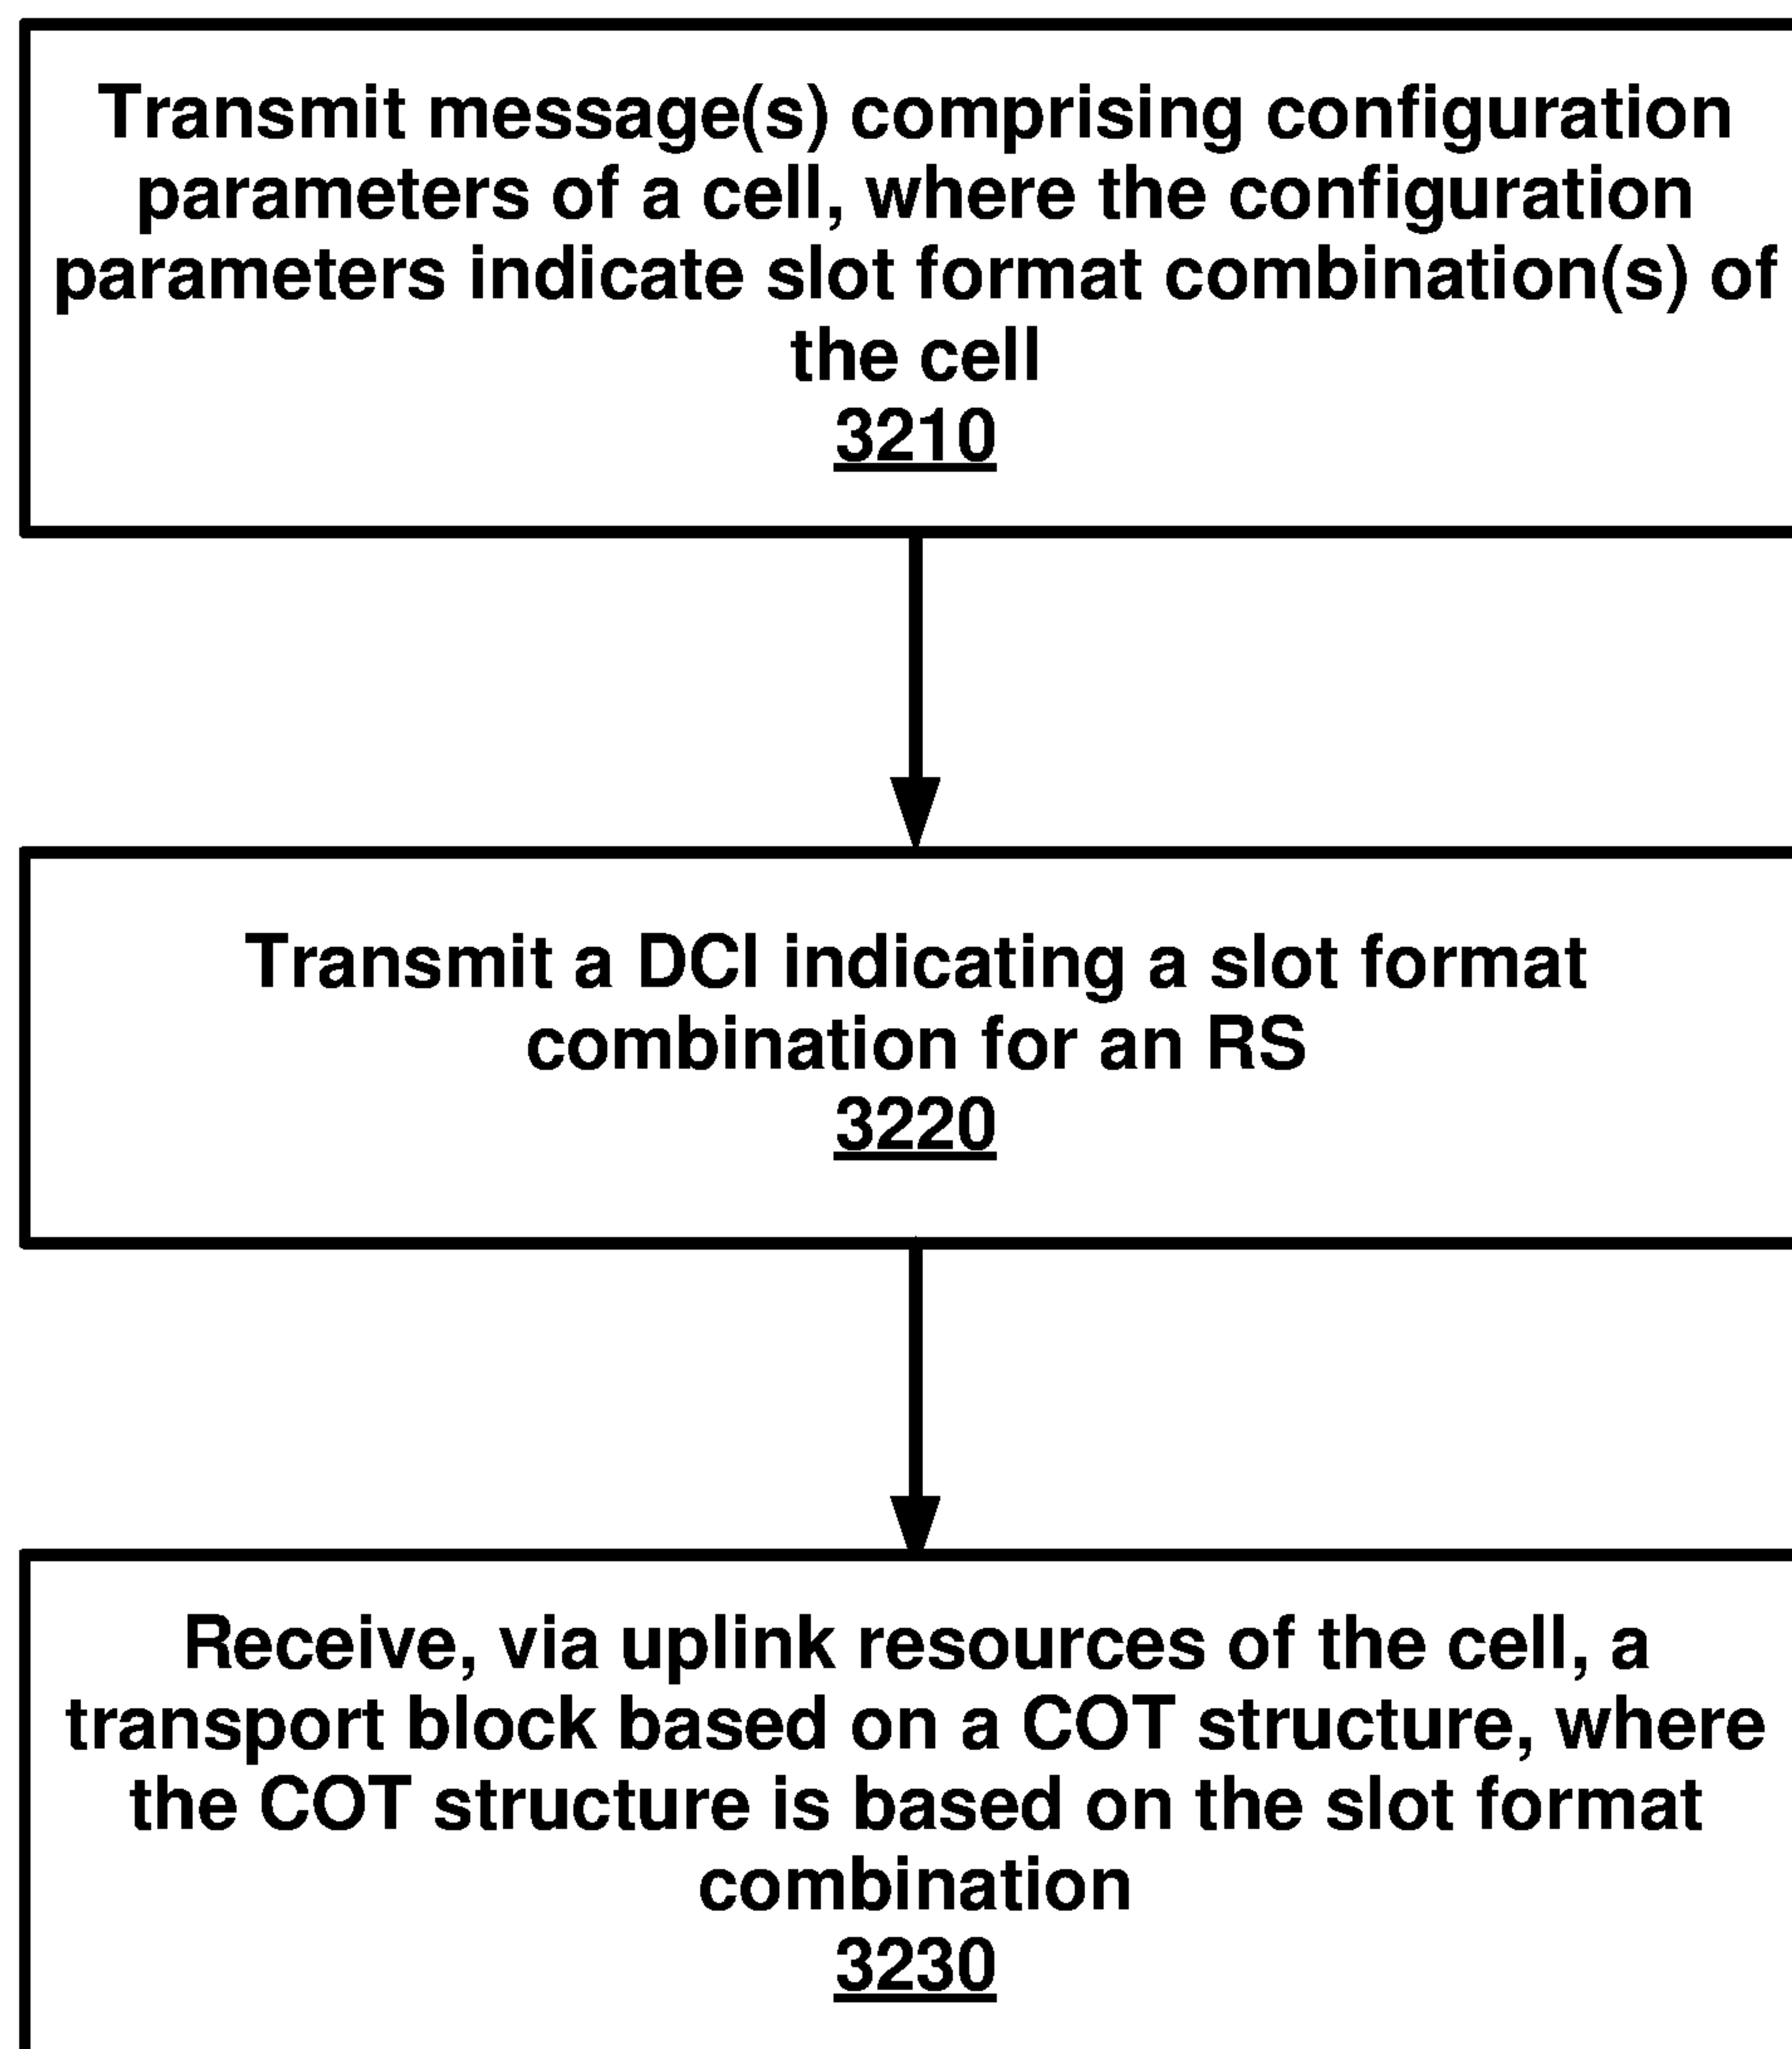 Transmit message(s) comprising configuration
parameters of a cell, where the configuration
parameters indicate slot format combination(s) of
the cell
3210
Transmit a DCI indicating a slot format
combination for an RS
3220
Receive, via uplink resources of the cell, a
transport block based on a COT structure, where
the COT structure is based on the slot format
combination
3230